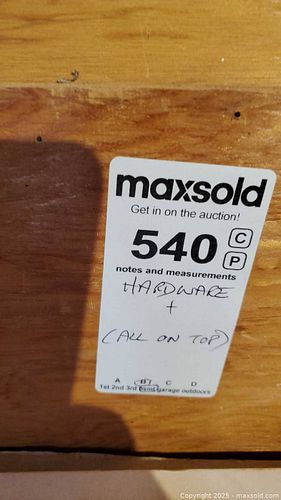 maxsold
Get in on the auction!
540 C
P
notes and measurements
HARDWARE
+
(ALL ON TOP)
A B C D
1st 2nd 3rd bsmt garage outdoors
Copyright © 2025 - maxsold.com